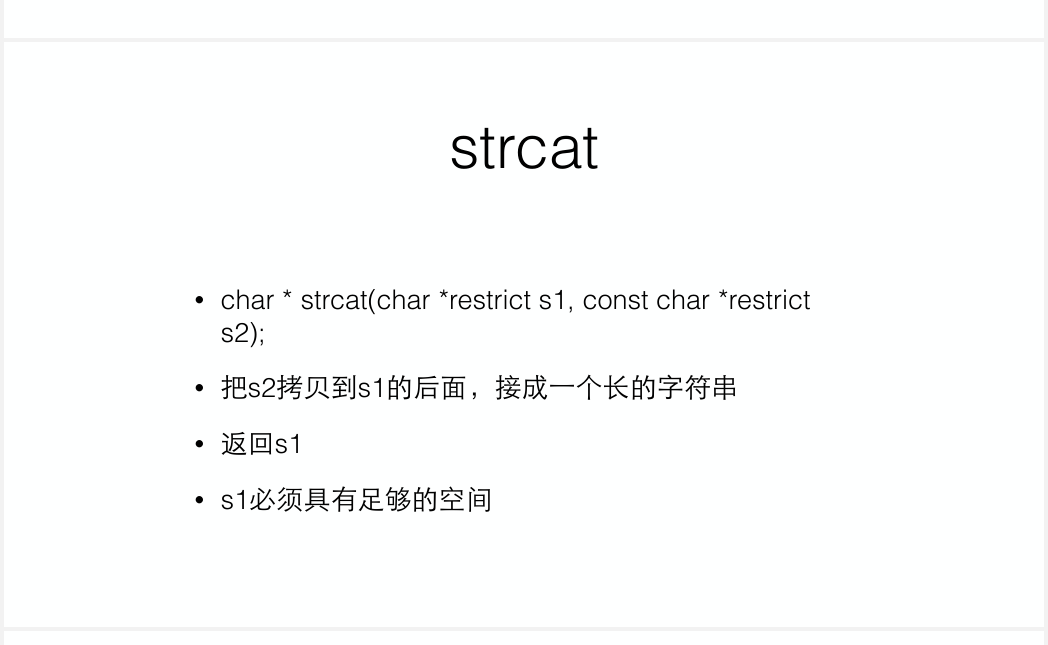 strcat
• char * strcat(char *restrict s1, const char *restrict
s2);
• 把s2拷贝到s1的后面，接成一个长的字符串
• 返回s1
• s1必须具有足够的空间